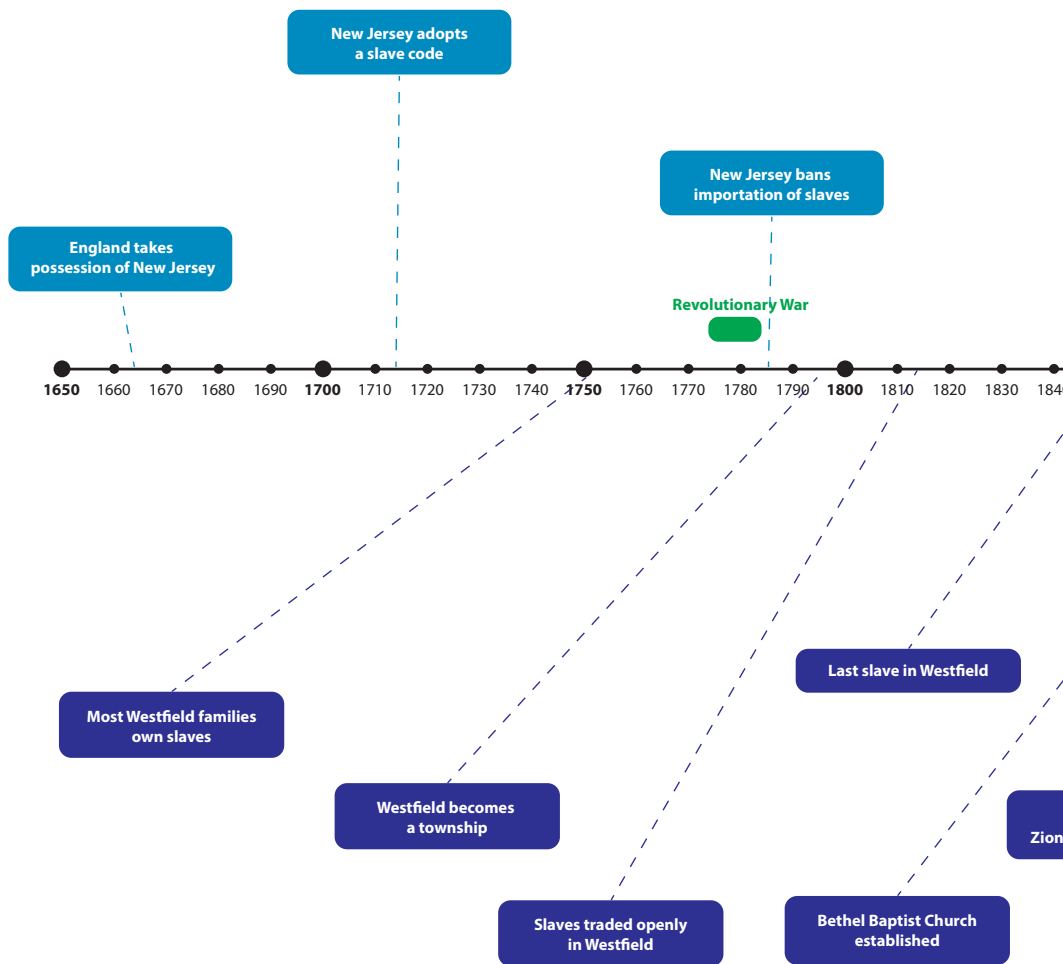 New Jersey adopts
a slave code
New Jersey bans
importation of slaves
England takes
possession of New Jersey
Revolutionary War
1650 1660 1670 1680 1690 1700 1710 1720 1730 1740 1750 1760 1770 1780 1790 1800 1810 1820 1830 1840
Last slave in Westfield
Most Westfield families
own slaves
Westfield becomes
a township
Zion
Slaves traded openly
in Westfield
Bethel Baptist Church
established